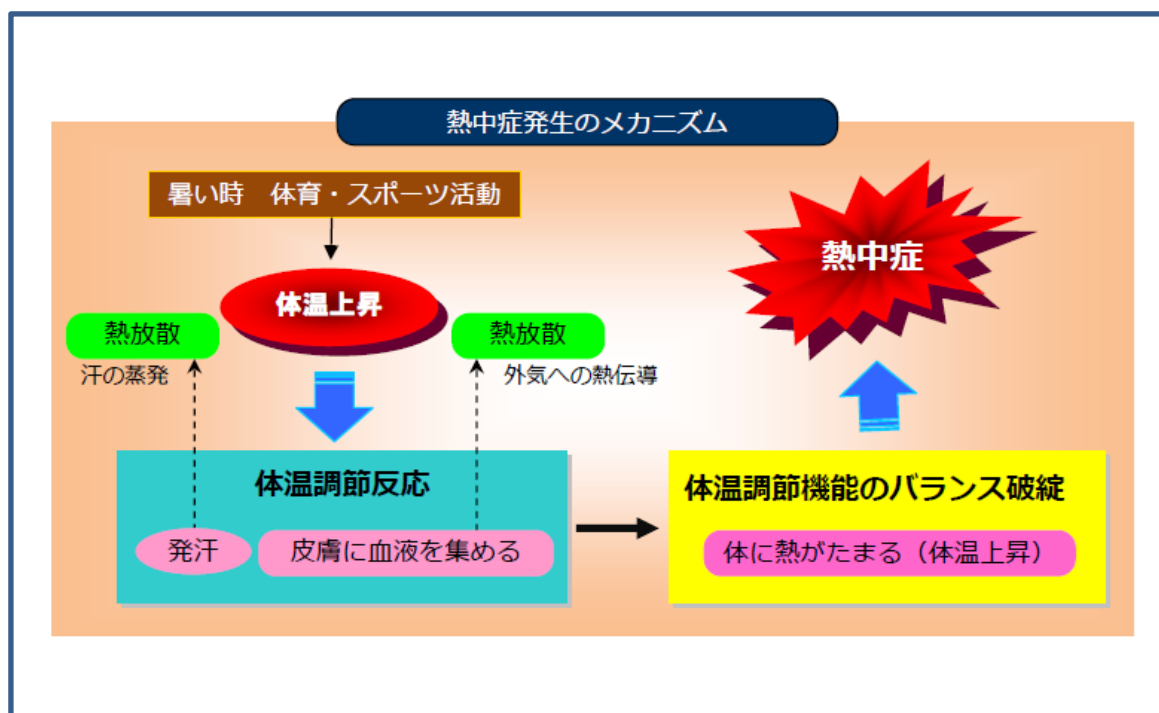 熱中症発生のメカニズム
暑い時　体育・スポーツ活動
熱中症
体温上昇
熱放散
熱放散
汗の蒸発
外気への熱伝導
体温調節反応
体温調節機能のバランス破綻
発汗
皮膚に血液を集める
体に熱がたまる（体温上昇）